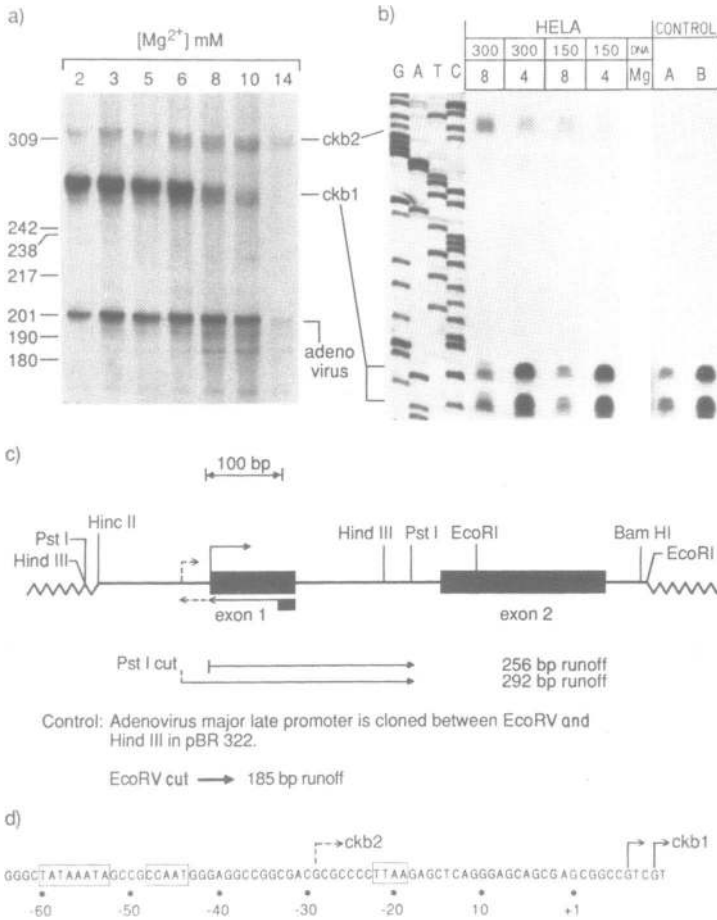 a)
[Mg2+] mM
2 3 5 6 8 10 14
309
242
238
217
201
190
180
ckb2
ckb1
adeno
virus
b)
HELA CONTROL
300 300 150 150 DNA
G A T C 8 4 8 4 Mg A B
c)
100 bp
Hinc II
Pst I
Hind III
Hind III
Pst I
EcoRI
Bam HI
EcoRI
exon 1
exon 2
Pst I cut
256 bp runoff
292 bp runoff
Control: Adenovirus major late promoter is cloned between EcoRV and
Hind III in pBR 322.
EcoRV cut → 185 bp runoff
d)
ckb2 ckb1
GGGCTATAAATAGCCGCCAATGGGAGGCCGGCGACGCGCCCCTTAAGAGCTCAGGGAGCAGCGAGCGGCCGTCGT
-60 -50 -40 -30 -20 -10 +1